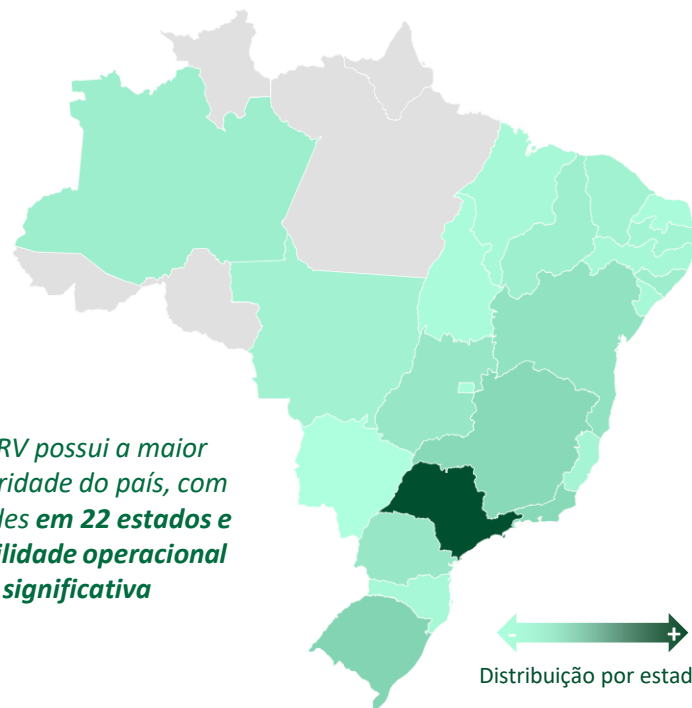 RV possui a maior
ridade do país, com
des em 22 estados e
ilidade operacional
significativa
- +
Distribuição por estad